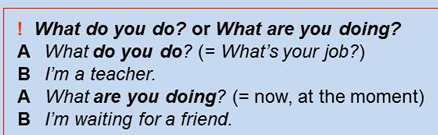 ! What do you do? or What are you doing?
A What do you do? (= What's your job?)
B I'm a teacher.
A What are you doing? (= now, at the moment)
B I'm waiting for a friend.